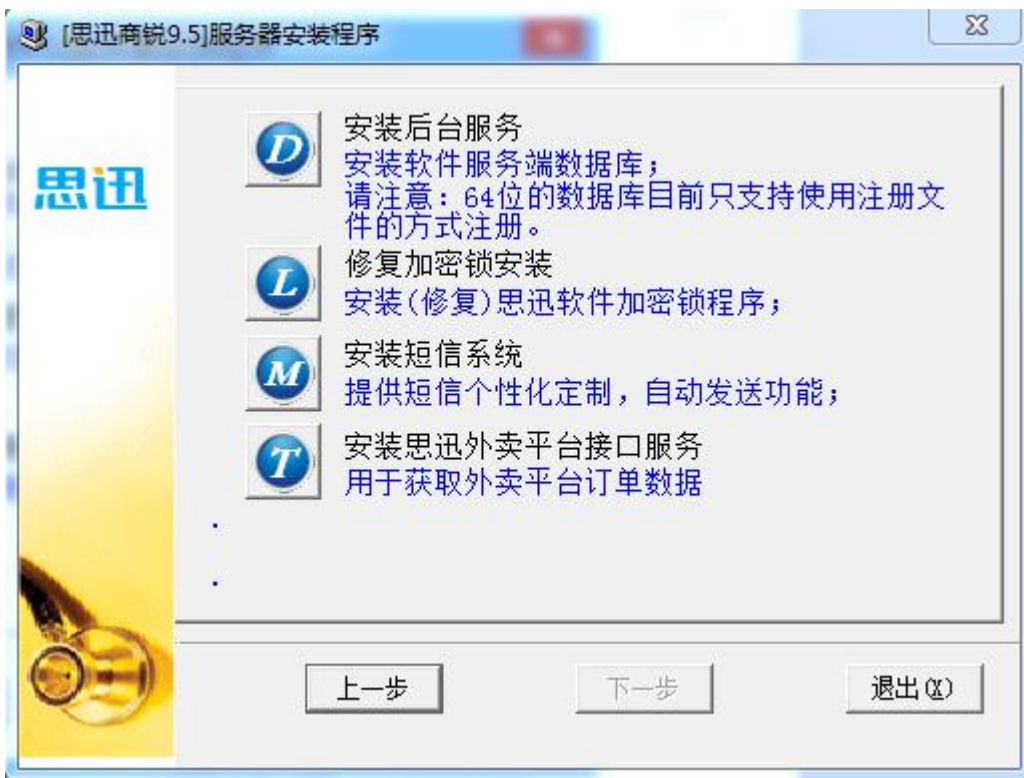 [思迅商锐9.5]服务器安装程序
思迅
D
安装后台服务
安装软件服务端数据库；
请注意：64位的数据库目前只支持使用注册文
件的方式注册。
L
修复加密锁安装
安装(修复)思迅软件加密锁程序；
M
安装短信系统
提供短信个性化定制，自动发送功能；
T
安装思迅外卖平台接口服务
用于获取外卖平台订单数据
.
.
上一步
下一步
退出(X)